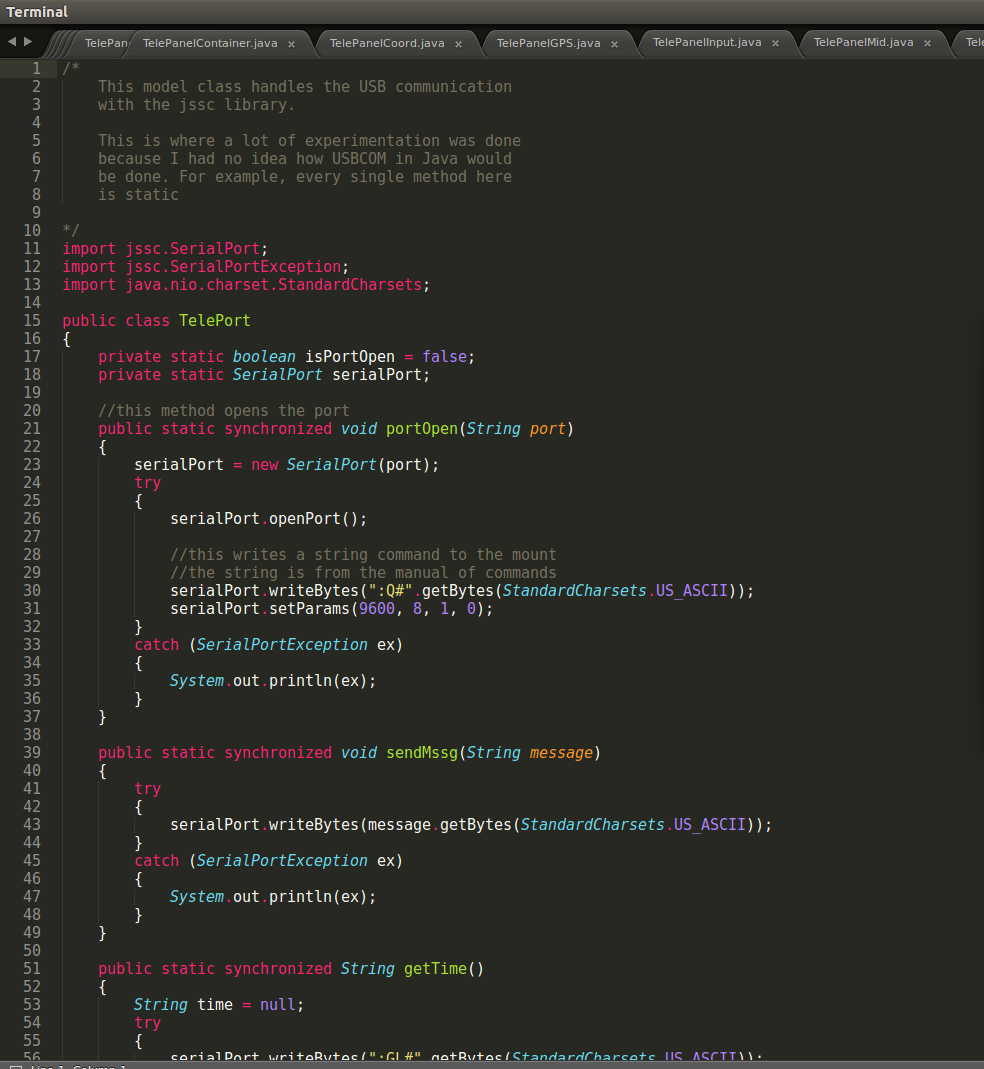 Terminal
TelePan TelePanelContainer.java × TelePanelCoord.java × TelePanelGPS.java × TelePanelInput.java × TelePanelMid.java × Tele
1 /*
2 This model class handles the USB communication
3 with the jssc library.
4
5 This is where a lot of experimentation was done
6 because I had no idea how USBCOM in Java would
7 be done. For example, every single method here
8 is static
9
10 */
11 import jssc.SerialPort;
12 import jssc.SerialPortException;
13 import java.nio.charset.StandardCharsets;
14
15 public class TelePort
16 {
17 private static boolean isPortOpen = false;
18 private static SerialPort serialPort;
19
20 //this method opens the port
21 public static synchronized void portOpen(String port)
22 {
23 serialPort = new SerialPort(port);
24 try
25 {
26 serialPort.openPort();
27
28 //this writes a string command to the mount
29 //the string is from the manual of commands
30 serialPort.writeBytes(":Q#".getBytes(StandardCharsets.US_ASCII));
31 serialPort.setParams(9600, 8, 1, 0);
32 }
33 catch (SerialPortException ex)
34 {
35 System.out.println(ex);
36 }
37 }
38
39 public static synchronized void sendMssg(String message)
40 {
41 try
42 {
43 serialPort.writeBytes(message.getBytes(StandardCharsets.US_ASCII));
44 }
45 catch (SerialPortException ex)
46 {
47 System.out.println(ex);
48 }
49 }
50
51 public static synchronized String getTime()
52 {
53 String time = null;
54 try
55 {
56 serialPort.writeBytes(":GL#".getBytes(StandardCharsets.US_ASCII));
Line 1, Column 1